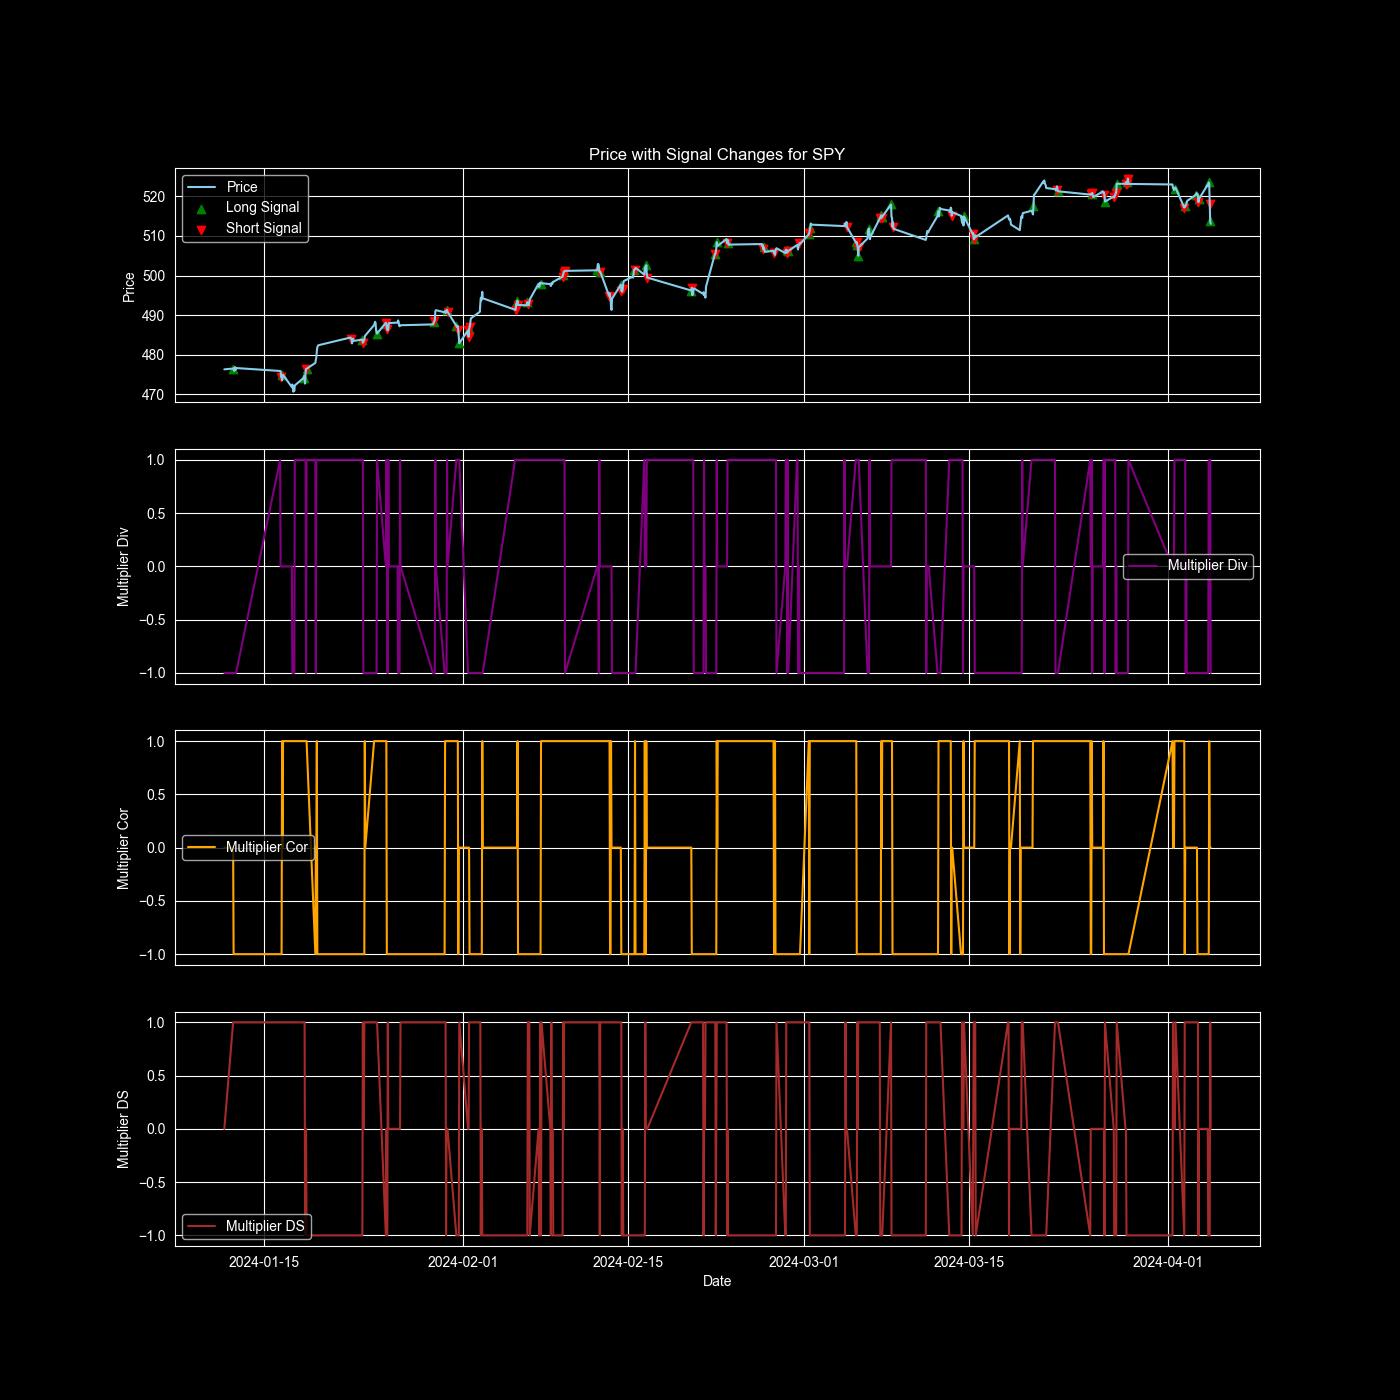 Price with Signal Changes for SPY
Price
Long Signal
Short Signal
520
510
500
490
480
470
Price
1.0
0.5
0.0
−0.5
−1.0
Multiplier Div
Multiplier Div
1.0
0.5
0.0
−0.5
−1.0
Multiplier Cor
Multiplier Cor
1.0
0.5
0.0
−0.5
−1.0
Multiplier DS
Multiplier DS
2024-01-15 2024-02-01 2024-02-15 2024-03-01 2024-03-15 2024-04-01
Date